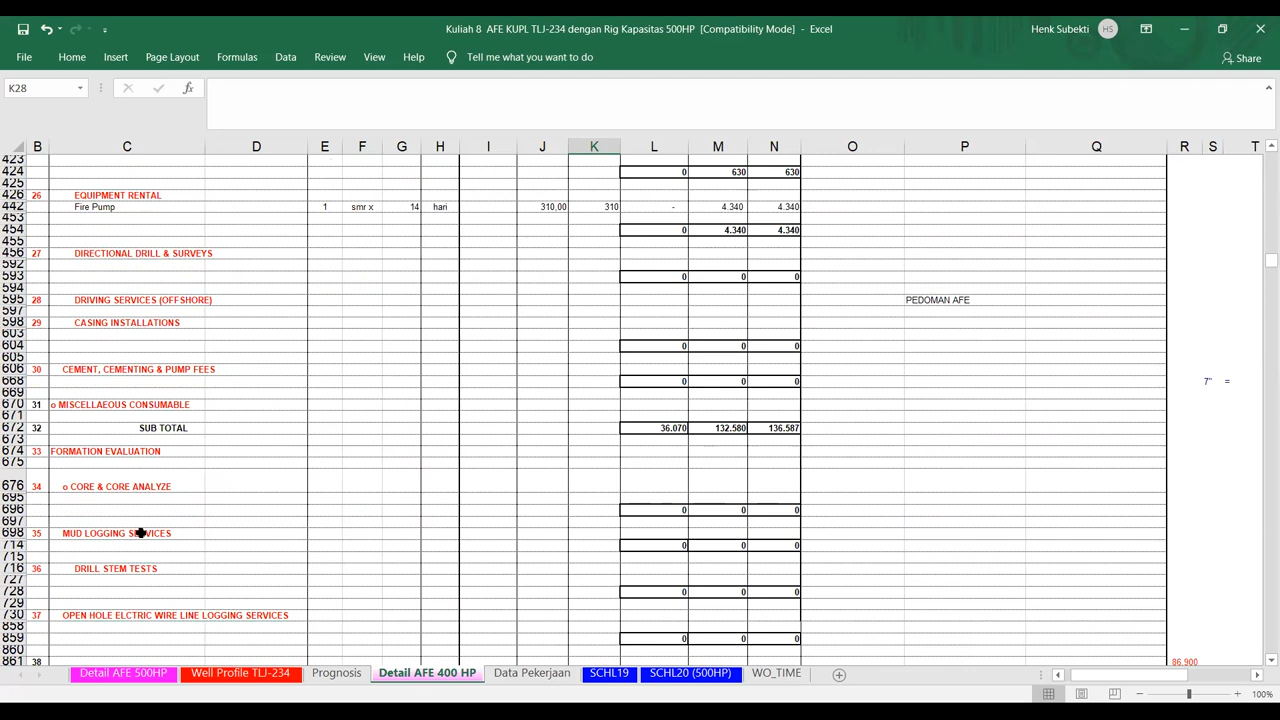 Kuliah 8 AFE KUPL TLJ-234 dengan Rig Kapasitas 500HP [Compatibility Mode] - Excel
Henk Subekti HS
File Home Insert Page Layout Formulas Data Review View Help Tell me what you want to do Share
K28 fx
B C D E F G H I J K L M N O P Q R S T
423
424 0 630 630
425
426 26 EQUIPMENT RENTAL
442 Fire Pump 1 smr x 14 hari 310,00 310 - 4.340 4.340
453
454 0 4.340 4.340
455
456 27 DIRECTIONAL DRILL & SURVEYS
592
593 0 0 0
594
595 28 DRIVING SERVICES (OFFSHORE) PEDOMAN AFE
597
598 29 CASING INSTALLATIONS
603
604 0 0 0
605
606 30 CEMENT, CEMENTING & PUMP FEES
668 0 0 0 7" =
669
670 31 o MISCELLAEOUS CONSUMABLE
671
672 32 SUB TOTAL 36.070 132.580 136.587
673
674 33 FORMATION EVALUATION
675
676 34 o CORE & CORE ANALYZE
695
696 0 0 0
697
698 35 MUD LOGGING SERVICES
714 0 0 0
715
716 36 DRILL STEM TESTS
727
728 0 0 0
729
730 37 OPEN HOLE ELCTRIC WIRE LINE LOGGING SERVICES
858
859 0 0 0
860
861 38 86.900
Detail AFE 500HP Well Profile TLJ-234 Prognosis Detail AFE 400 HP Data Pekerjaan SCHL19 SCHL20 (500HP) WO_TIME
100%